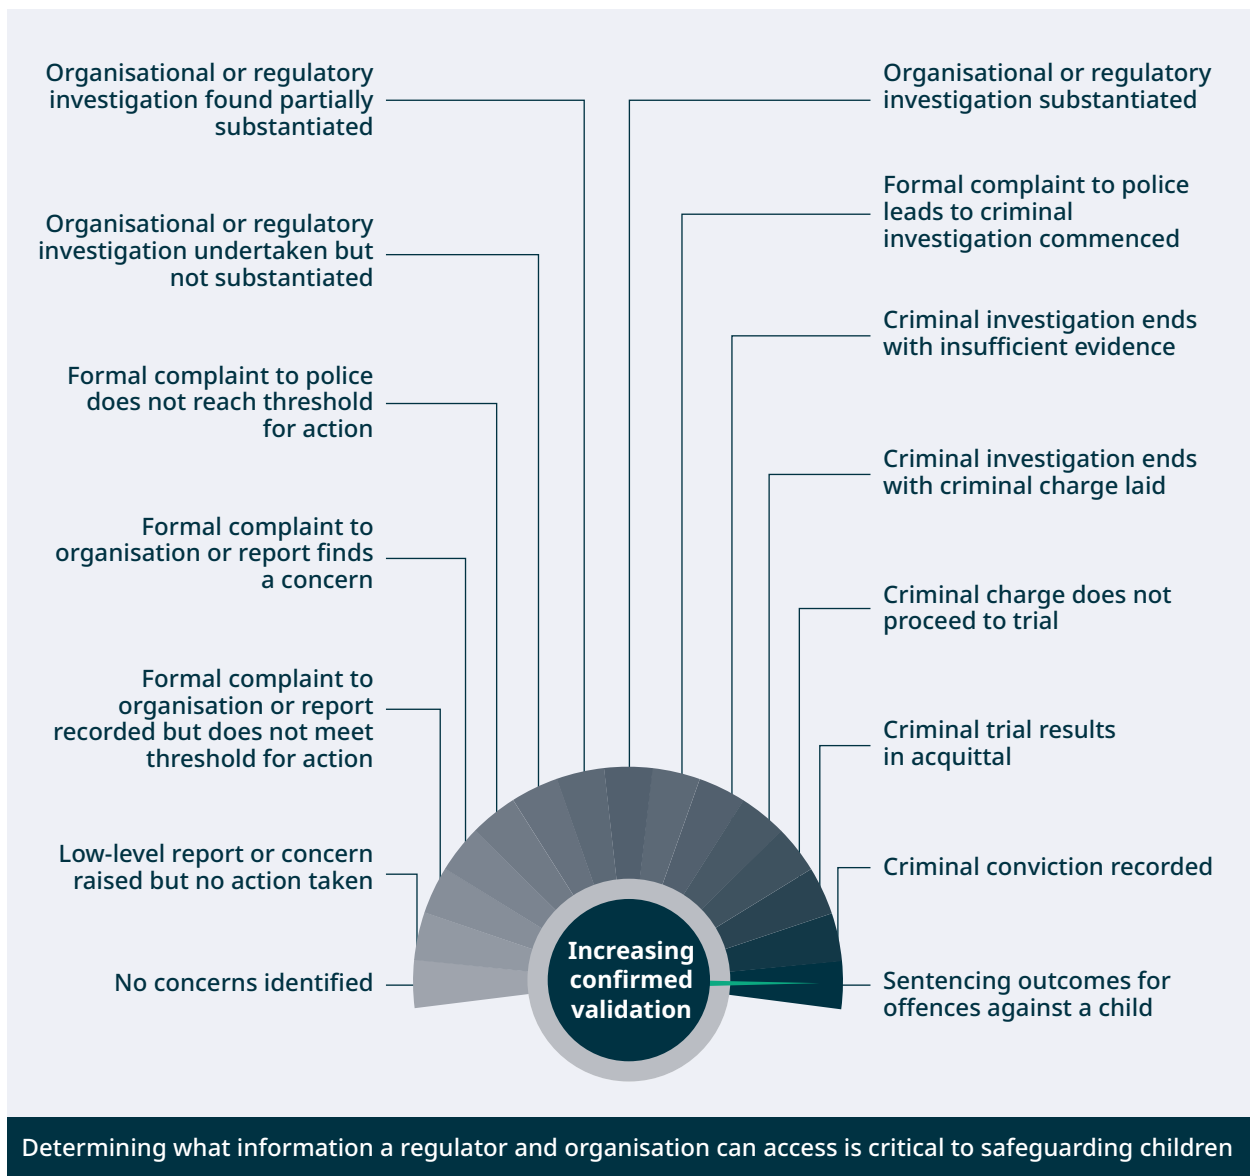 Organisational or regulatory
investigation found partially
substantiated
Organisational or regulatory
investigation undertaken but
not substantiated
Formal complaint to police
does not reach threshold
for action
Formal complaint to
organisation or report finds
a concern
Formal complaint to
organisation or report
recorded but does not meet
threshold for action
Low-level report or concern
raised but no action taken
No concerns identified
Organisational or regulatory
investigation substantiated
Formal complaint to police
leads to criminal
investigation commenced
Criminal investigation ends
with insufficient evidence
Criminal investigation ends
with criminal charge laid
Criminal charge does not
proceed to trial
Criminal trial results
in acquittal
Criminal conviction recorded
Sentencing outcomes for
offences against a child
Increasing
confirmed
validation
Determining what information a regulator and organisation can access is critical to safeguarding children